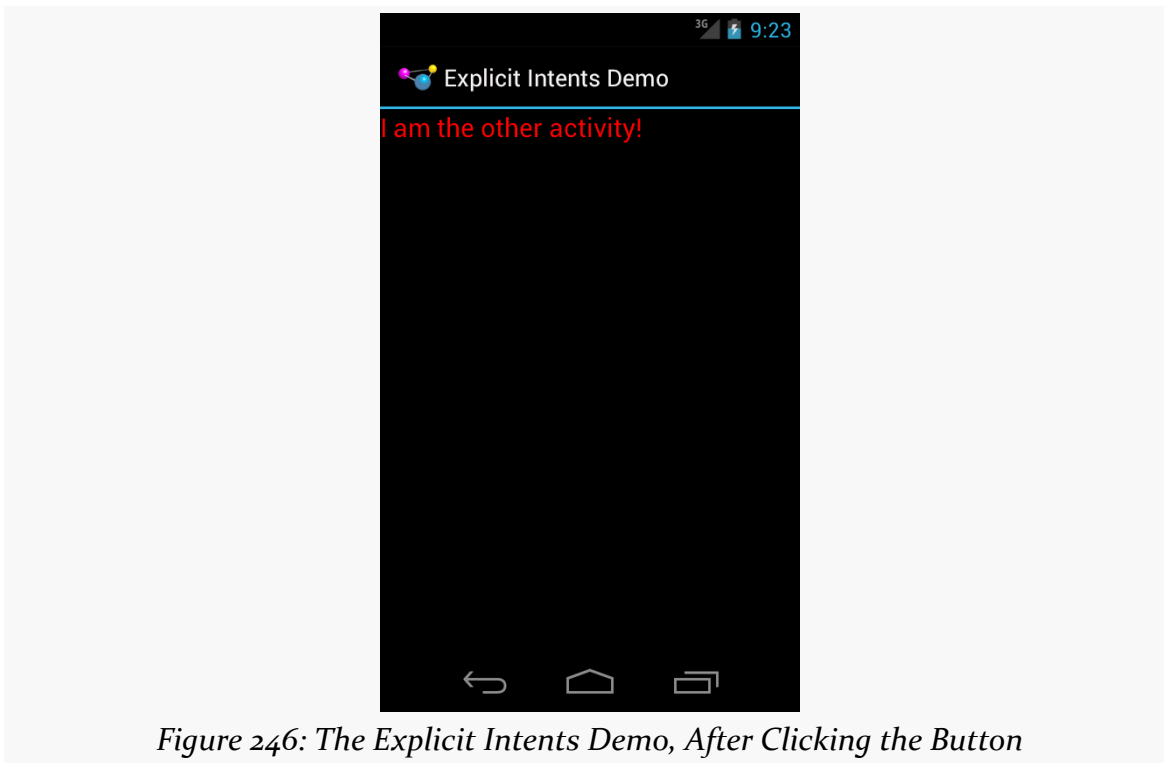 3G 9:23
Explicit Intents Demo
I am the other activity!
Figure 246: The Explicit Intents Demo, After Clicking the Button